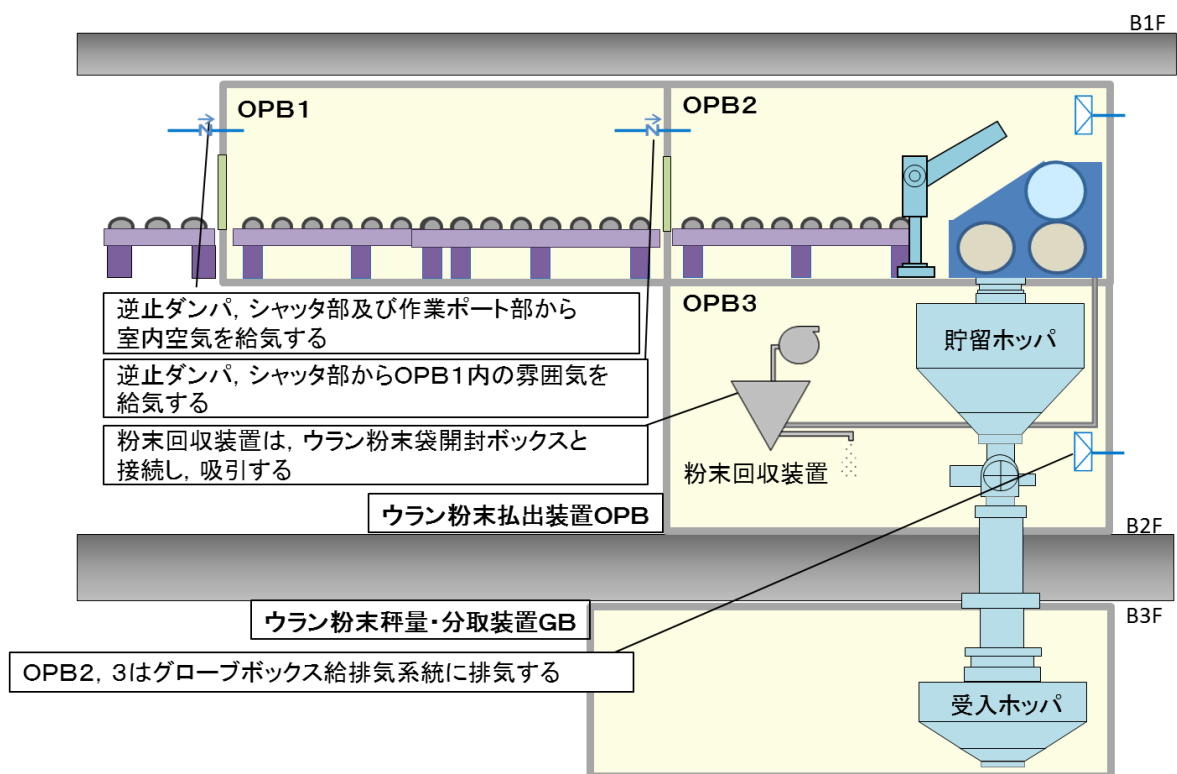 B1F
OPB1
OPB2
逆止ダンパ，シャッタ部及び作業ポート部から
室内空気を給気する
逆止ダンパ，シャッタ部からOPB1内の雰囲気を
給気する
粉末回収装置は，ウラン粉末袋開封ボックスと
接続し，吸引する
OPB3
貯留ホッパ
粉末回収装置
ウラン粉末払出装置OPB
B2F
ウラン粉末秤量・分取装置GB
B3F
OPB2，3はグローブボックス給排気系統に排気する
受入ホッパ